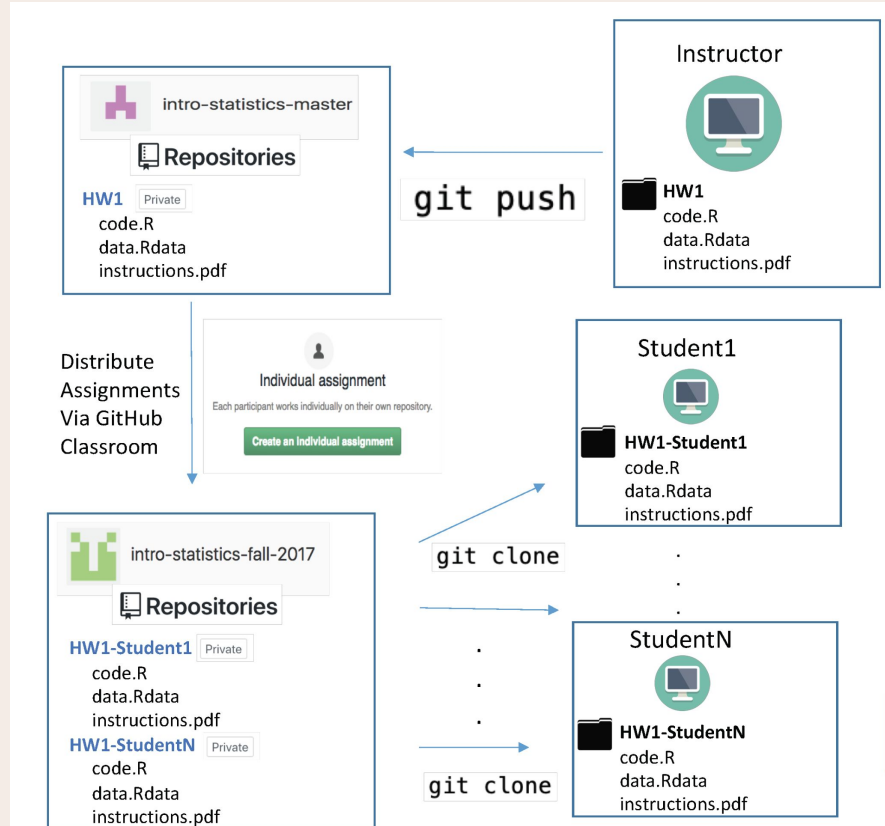 Instructor
HW1
code.R
data.Rdata
instructions.pdf
git push
intro-statistics-master
Repositories
HW1 Private
code.R
data.Rdata
instructions.pdf
Distribute
Assignments
Via GitHub
Classroom
Individual assignment
Each participant works individually on their own repository.
Create an individual assignment
intro-statistics-fall-2017
Repositories
HW1-Student1 Private
code.R
data.Rdata
instructions.pdf
HW1-StudentN Private
code.R
data.Rdata
instructions.pdf
git clone
Student1
HW1-Student1
code.R
data.Rdata
instructions.pdf
.
.
.
.
.
.
StudentN
HW1-StudentN
code.R
data.Rdata
instructions.pdf
git clone